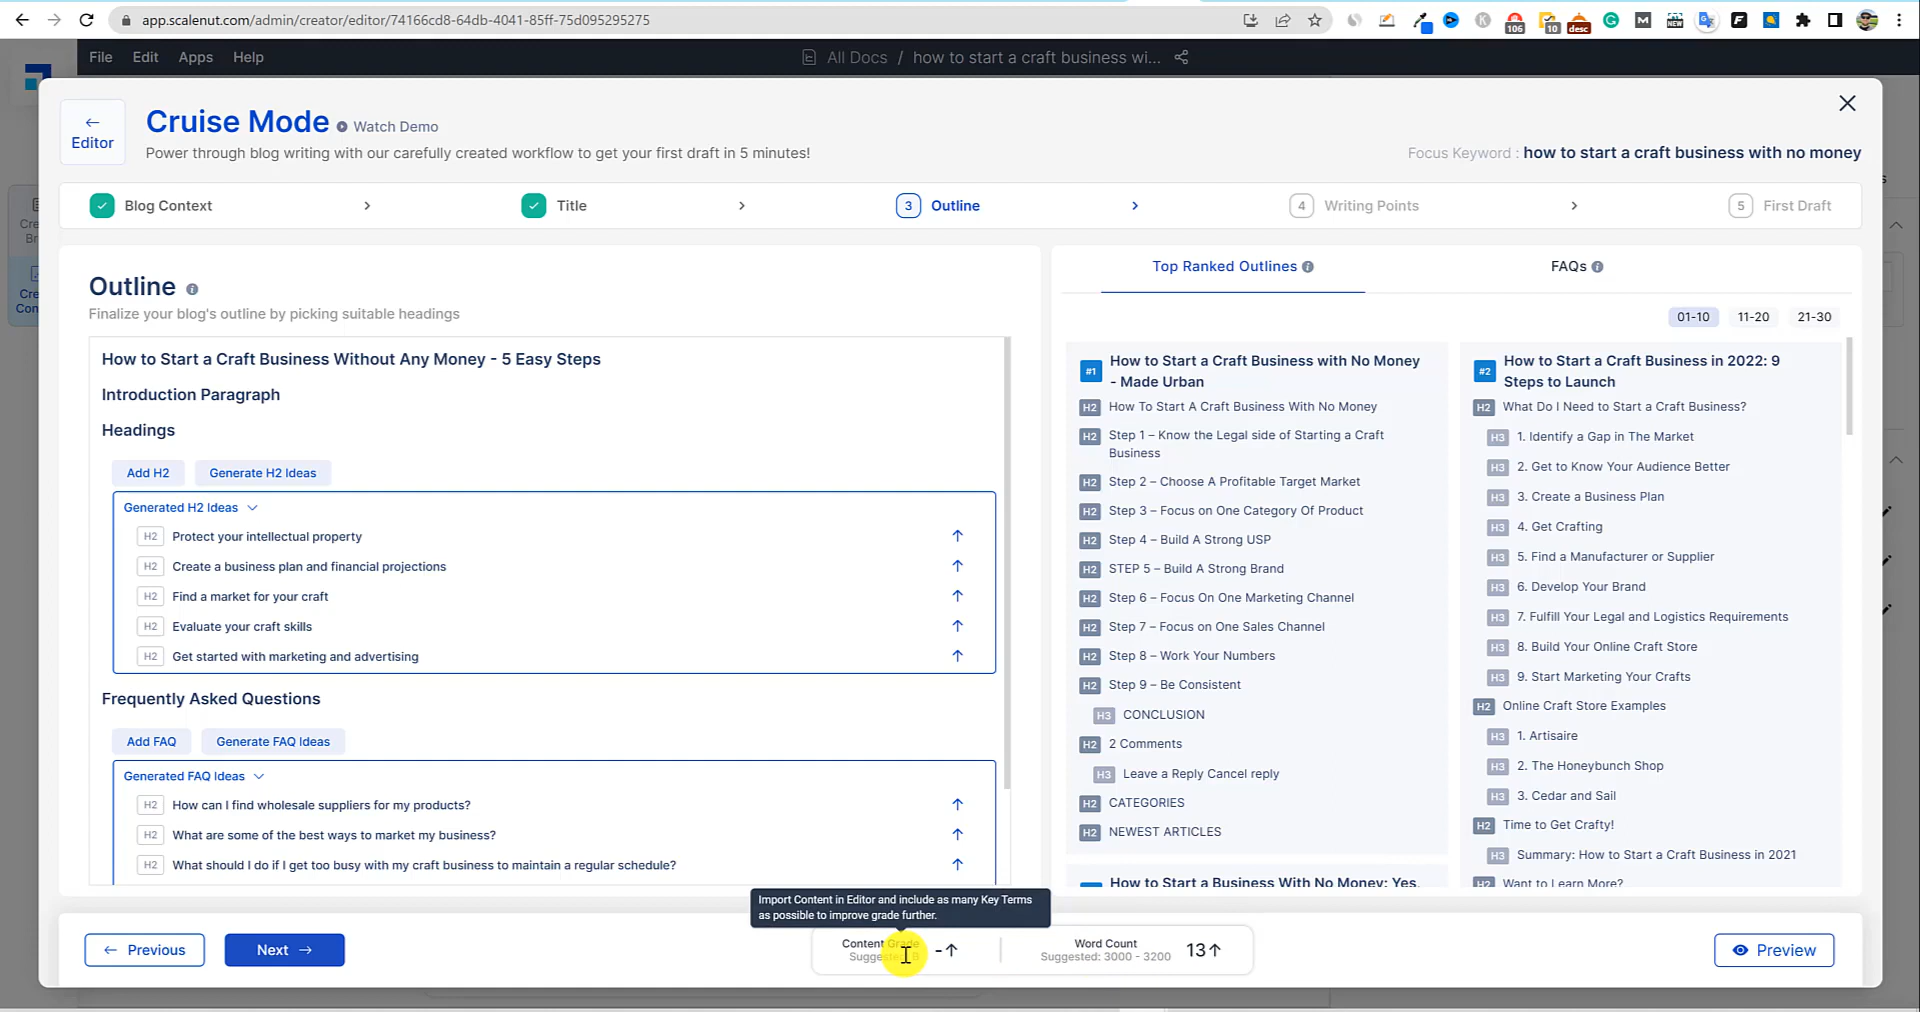 app.scalenut.com/admin/creator/editor/74166cd8-64db-4041-85ff-75d095295275
106
10
desc
NEW
File Edit Apps Help
All Docs / how to start a craft business wi...
Editor
Cruise Mode Watch Demo
Power through blog writing with our carefully created workflow to get your first draft in 5 minutes!
Focus Keyword : how to start a craft business with no money
Blog Context > Title > 3 Outline > 4 Writing Points > 5 First Draft
Outline
Finalize your blog's outline by picking suitable headings
How to Start a Craft Business Without Any Money - 5 Easy Steps
Introduction Paragraph
Headings
Add H2 Generate H2 Ideas
Generated H2 Ideas
H2 Protect your intellectual property
H2 Create a business plan and financial projections
H2 Find a market for your craft
H2 Evaluate your craft skills
H2 Get started with marketing and advertising
Frequently Asked Questions
Add FAQ Generate FAQ Ideas
Generated FAQ Ideas
H2 How can I find wholesale suppliers for my products?
H2 What are some of the best ways to market my business?
H2 What should I do if I get too busy with my craft business to maintain a regular schedule?
Top Ranked Outlines FAQs
01-10 11-20 21-30
#1 How to Start a Craft Business with No Money
- Made Urban
H2 How To Start A Craft Business With No Money
H2 Step 1 – Know the Legal side of Starting a Craft
Business
H2 Step 2 – Choose A Profitable Target Market
H2 Step 3 – Focus on One Category Of Product
H2 Step 4 – Build A Strong USP
H2 STEP 5 – Build A Strong Brand
H2 Step 6 – Focus On One Marketing Channel
H2 Step 7 – Focus on One Sales Channel
H2 Step 8 – Work Your Numbers
H2 Step 9 – Be Consistent
H3 CONCLUSION
H2 2 Comments
H3 Leave a Reply Cancel reply
H2 CATEGORIES
H2 NEWEST ARTICLES
How to Start a Business With No Money: Yes,
#2 How to Start a Craft Business in 2022: 9
Steps to Launch
H2 What Do I Need to Start a Craft Business?
H3 1. Identify a Gap in The Market
H3 2. Get to Know Your Audience Better
H3 3. Create a Business Plan
H3 4. Get Crafting
H3 5. Find a Manufacturer or Supplier
H3 6. Develop Your Brand
H3 7. Fulfill Your Legal and Logistics Requirements
H3 8. Build Your Online Craft Store
H3 9. Start Marketing Your Crafts
H2 Online Craft Store Examples
H3 1. Artisaire
H3 2. The Honeybunch Shop
H3 3. Cedar and Sail
H2 Time to Get Crafty!
H3 Summary: How to Start a Craft Business in 2021
H2 Want to Learn More?
Import Content in Editor and include as many Key Terms
as possible to improve grade further.
Previous Next
Content Grade
Suggested: B
-
Word Count
Suggested: 3000 - 3200
13
Preview